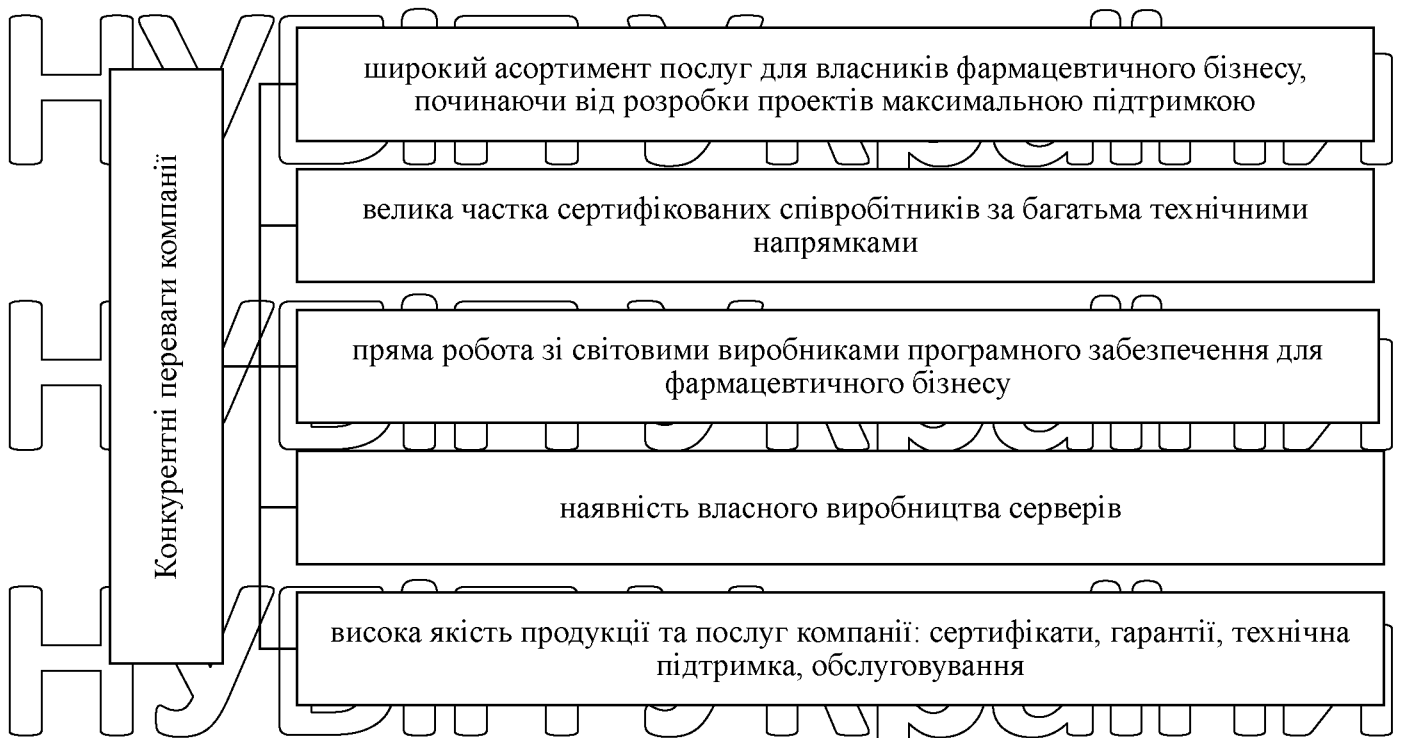 Конкурентні переваги компанії
широкий асортимент послуг для власників фармацевтичного бізнесу,
починаючи від розробки проектів максимальною підтримкою
велика частка сертифікованих співробітників за багатьма технічними
напрямками
пряма робота зі світовими виробниками програмного забезпечення для
фармацевтичного бізнесу
наявність власного виробництва серверів
висока якість продукції та послуг компанії: сертифікати, гарантії, технічна
підтримка, обслуговування